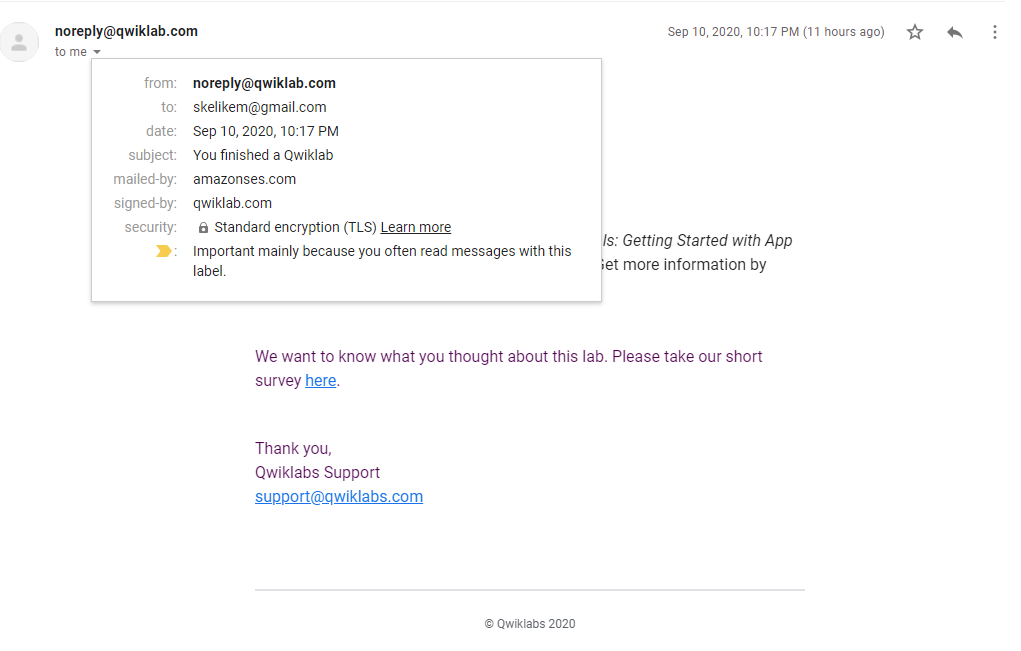 noreply@qwiklab.com
Sep 10, 2020, 10:17 PM (11 hours ago)
to me
from: noreply@qwiklab.com
to: skelikem@gmail.com
date: Sep 10, 2020, 10:17 PM
subject: You finished a Qwiklab
mailed-by: amazonses.com
signed-by: qwiklab.com
security: Standard encryption (TLS) Learn more
: Important mainly because you often read messages with this
label.
ls: Getting Started with App
Get more information by
We want to know what you thought about this lab. Please take our short
survey here.
Thank you,
Qwiklabs Support
support@qwiklabs.com
© Qwiklabs 2020